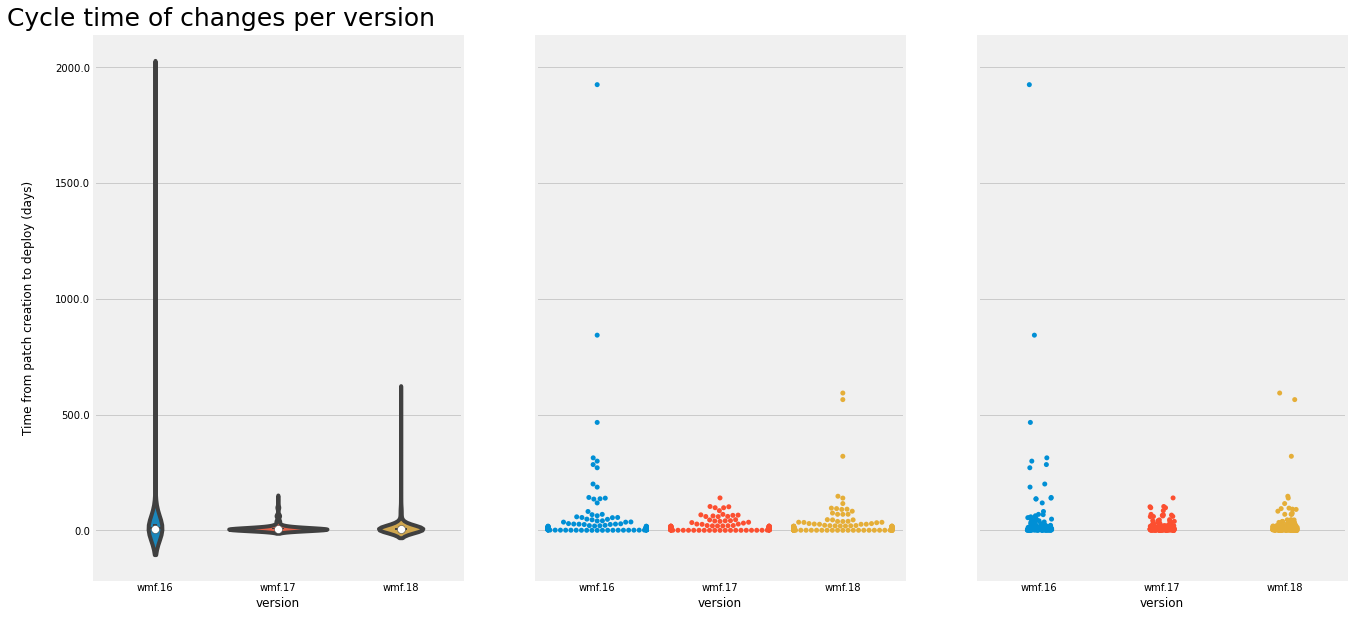 Cycle time of changes per version
Time from patch creation to deploy (days)
2000.0
1500.0
1000.0
500.0
0.0
wmf.16 wmf.17 wmf.18
version
wmf.16 wmf.17 wmf.18
version
wmf.16 wmf.17 wmf.18
version